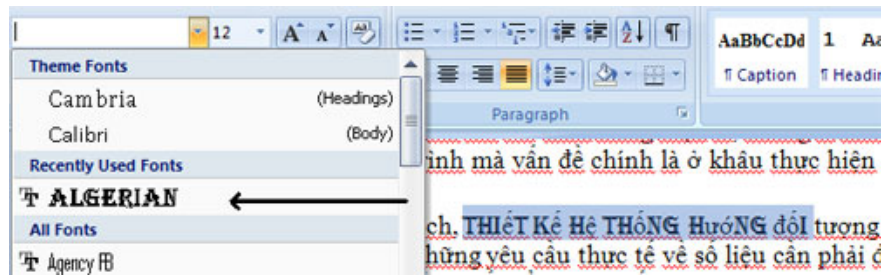 12 A A
AaBbCcDd 1 Aa
Theme Fonts
¶ Caption ¶ Headin
Cambria (Headings)
Calibri (Body)
Paragraph
Recently Used Fonts
rình mà vấn đề chính là ở khâu thực hiện
ALGERIAN
All Fonts
ch. THIếT Kế Hệ THốNG HướNG đốI tượng
Agency FB
hững yêu cầu thực tế về số liệu cần phải đ